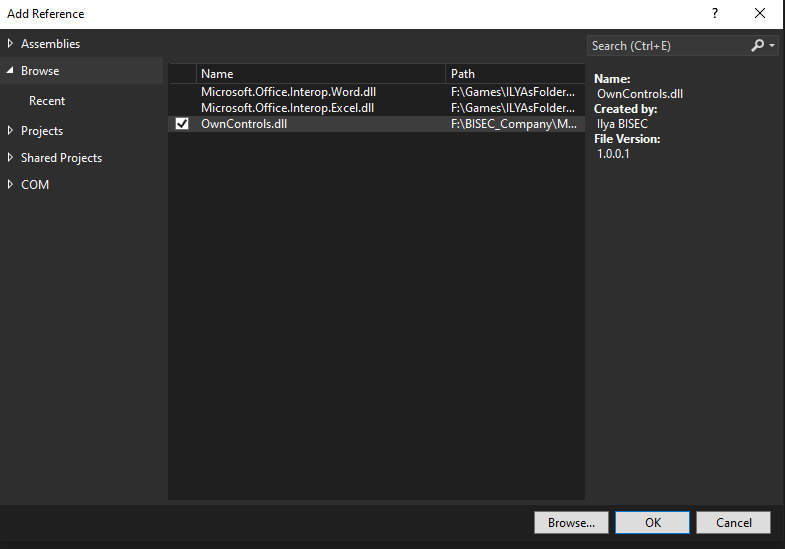 Add Reference
?
Assemblies
Browse
Recent
Projects
Shared Projects
COM
Name Path
Microsoft.Office.Interop.Word.dll F:\Games\ILYAsFolder...
Microsoft.Office.Interop.Excel.dll F:\Games\ILYAsFolder...
OwnControls.dll F:\BISEC_Company\M...
Search (Ctrl+E)
Name:
OwnControls.dll
Created by:
Ilya BISEC
File Version:
1.0.0.1
Browse... OK Cancel